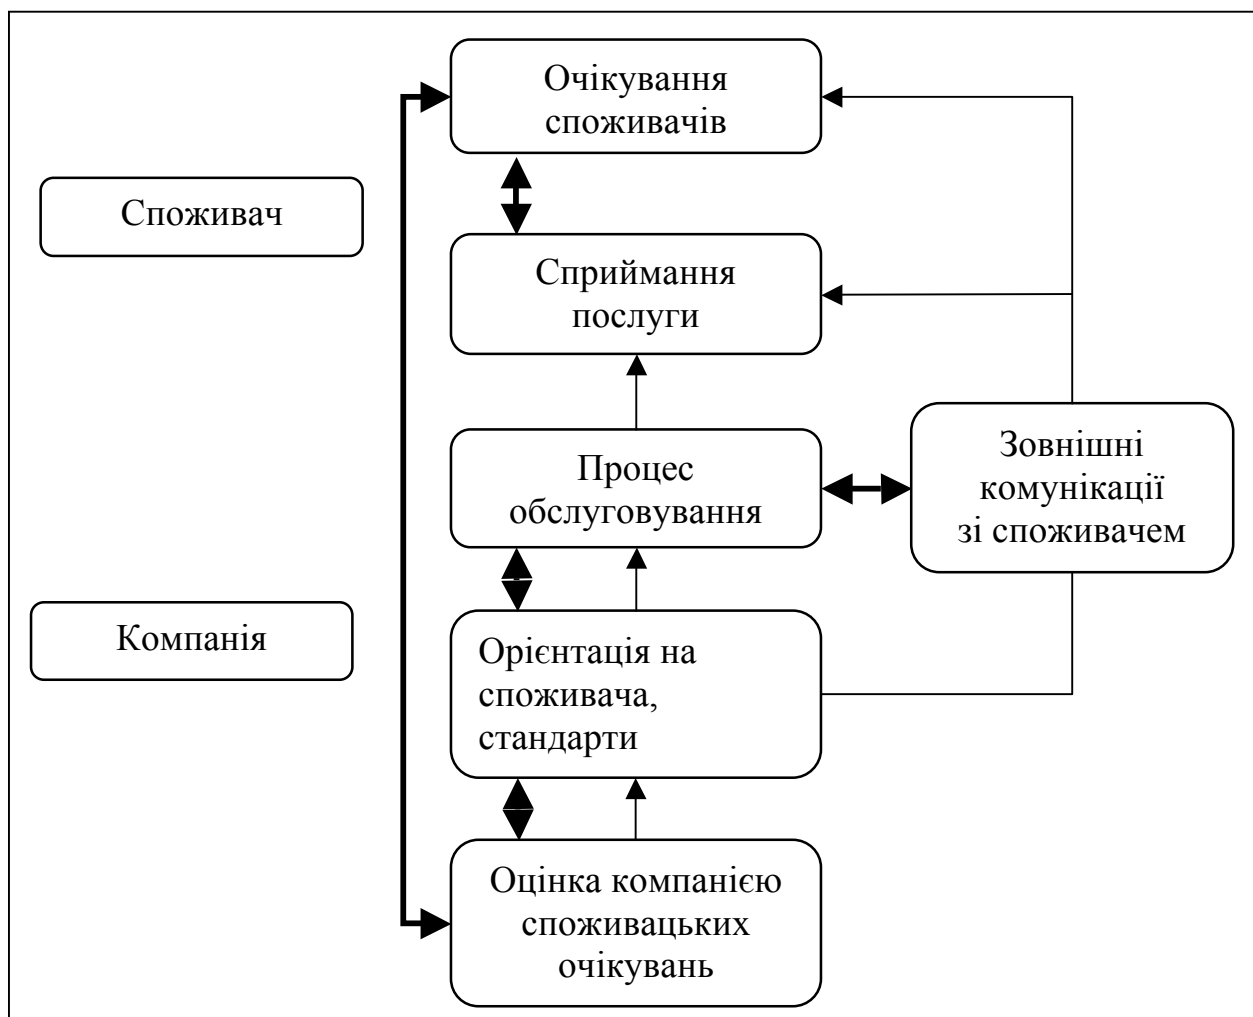 Очікування
споживачів
Споживач
Сприймання
послуги
Процес
обслуговування
Зовнішні
комунікації
зі споживачем
Компанія
Орієнтація на
споживача,
стандарти
Оцінка компанією
споживацьких
очікувань